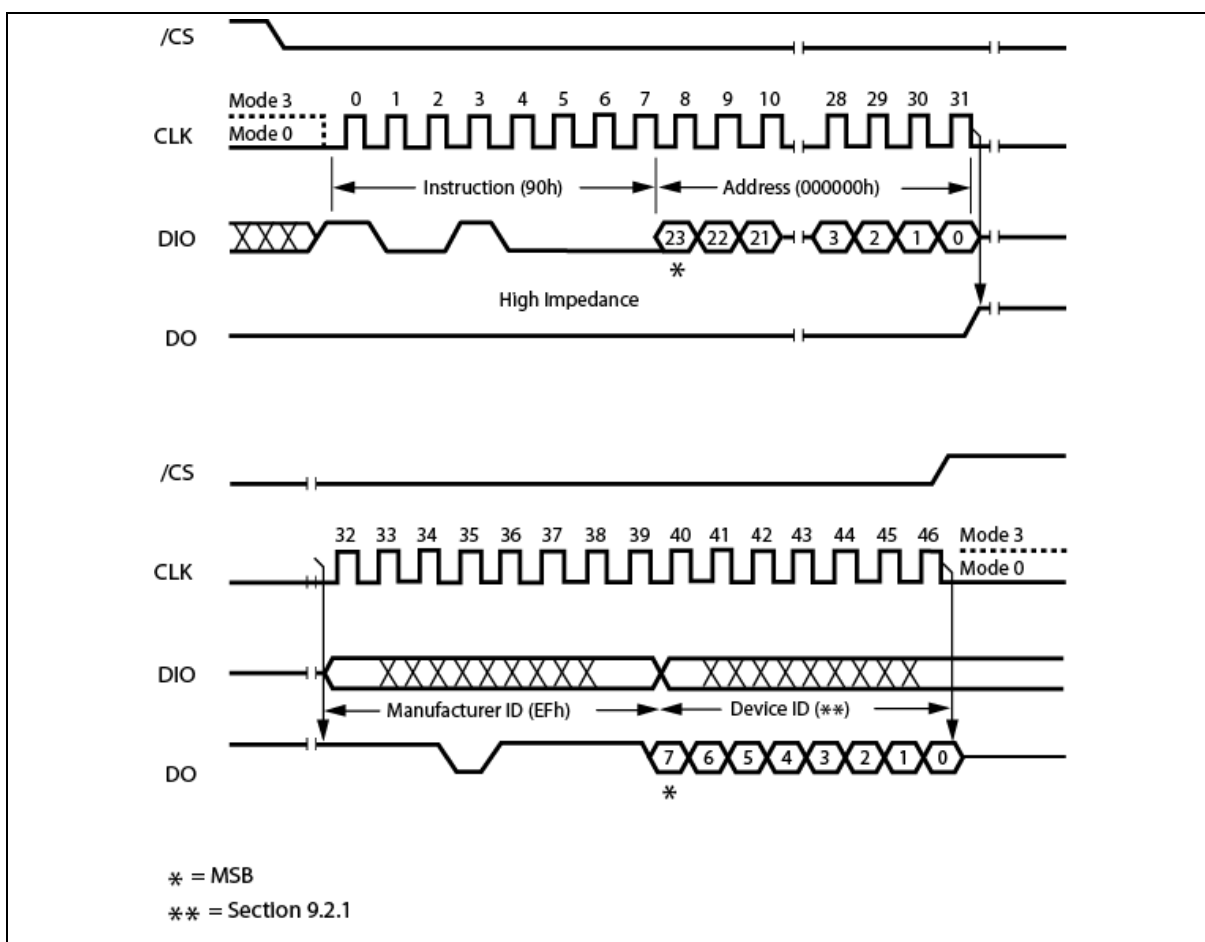 /CS
Mode 3
0 1 2 3 4 5 6 7 8 9 10 28 29 30 31
CLK
Mode 0
Instruction (90h)
Address (000000h)
DIO
23 22 21 3 2 1 0
*
High Impedance
DO
/CS
32 33 34 35 36 37 38 39 40 41 42 43 44 45 46
Mode 3
CLK
Mode 0
DIO
Manufacturer ID (EFh)
Device ID (**)
DO
7 6 5 4 3 2 1 0
*
* = MSB
** = Section 9.2.1